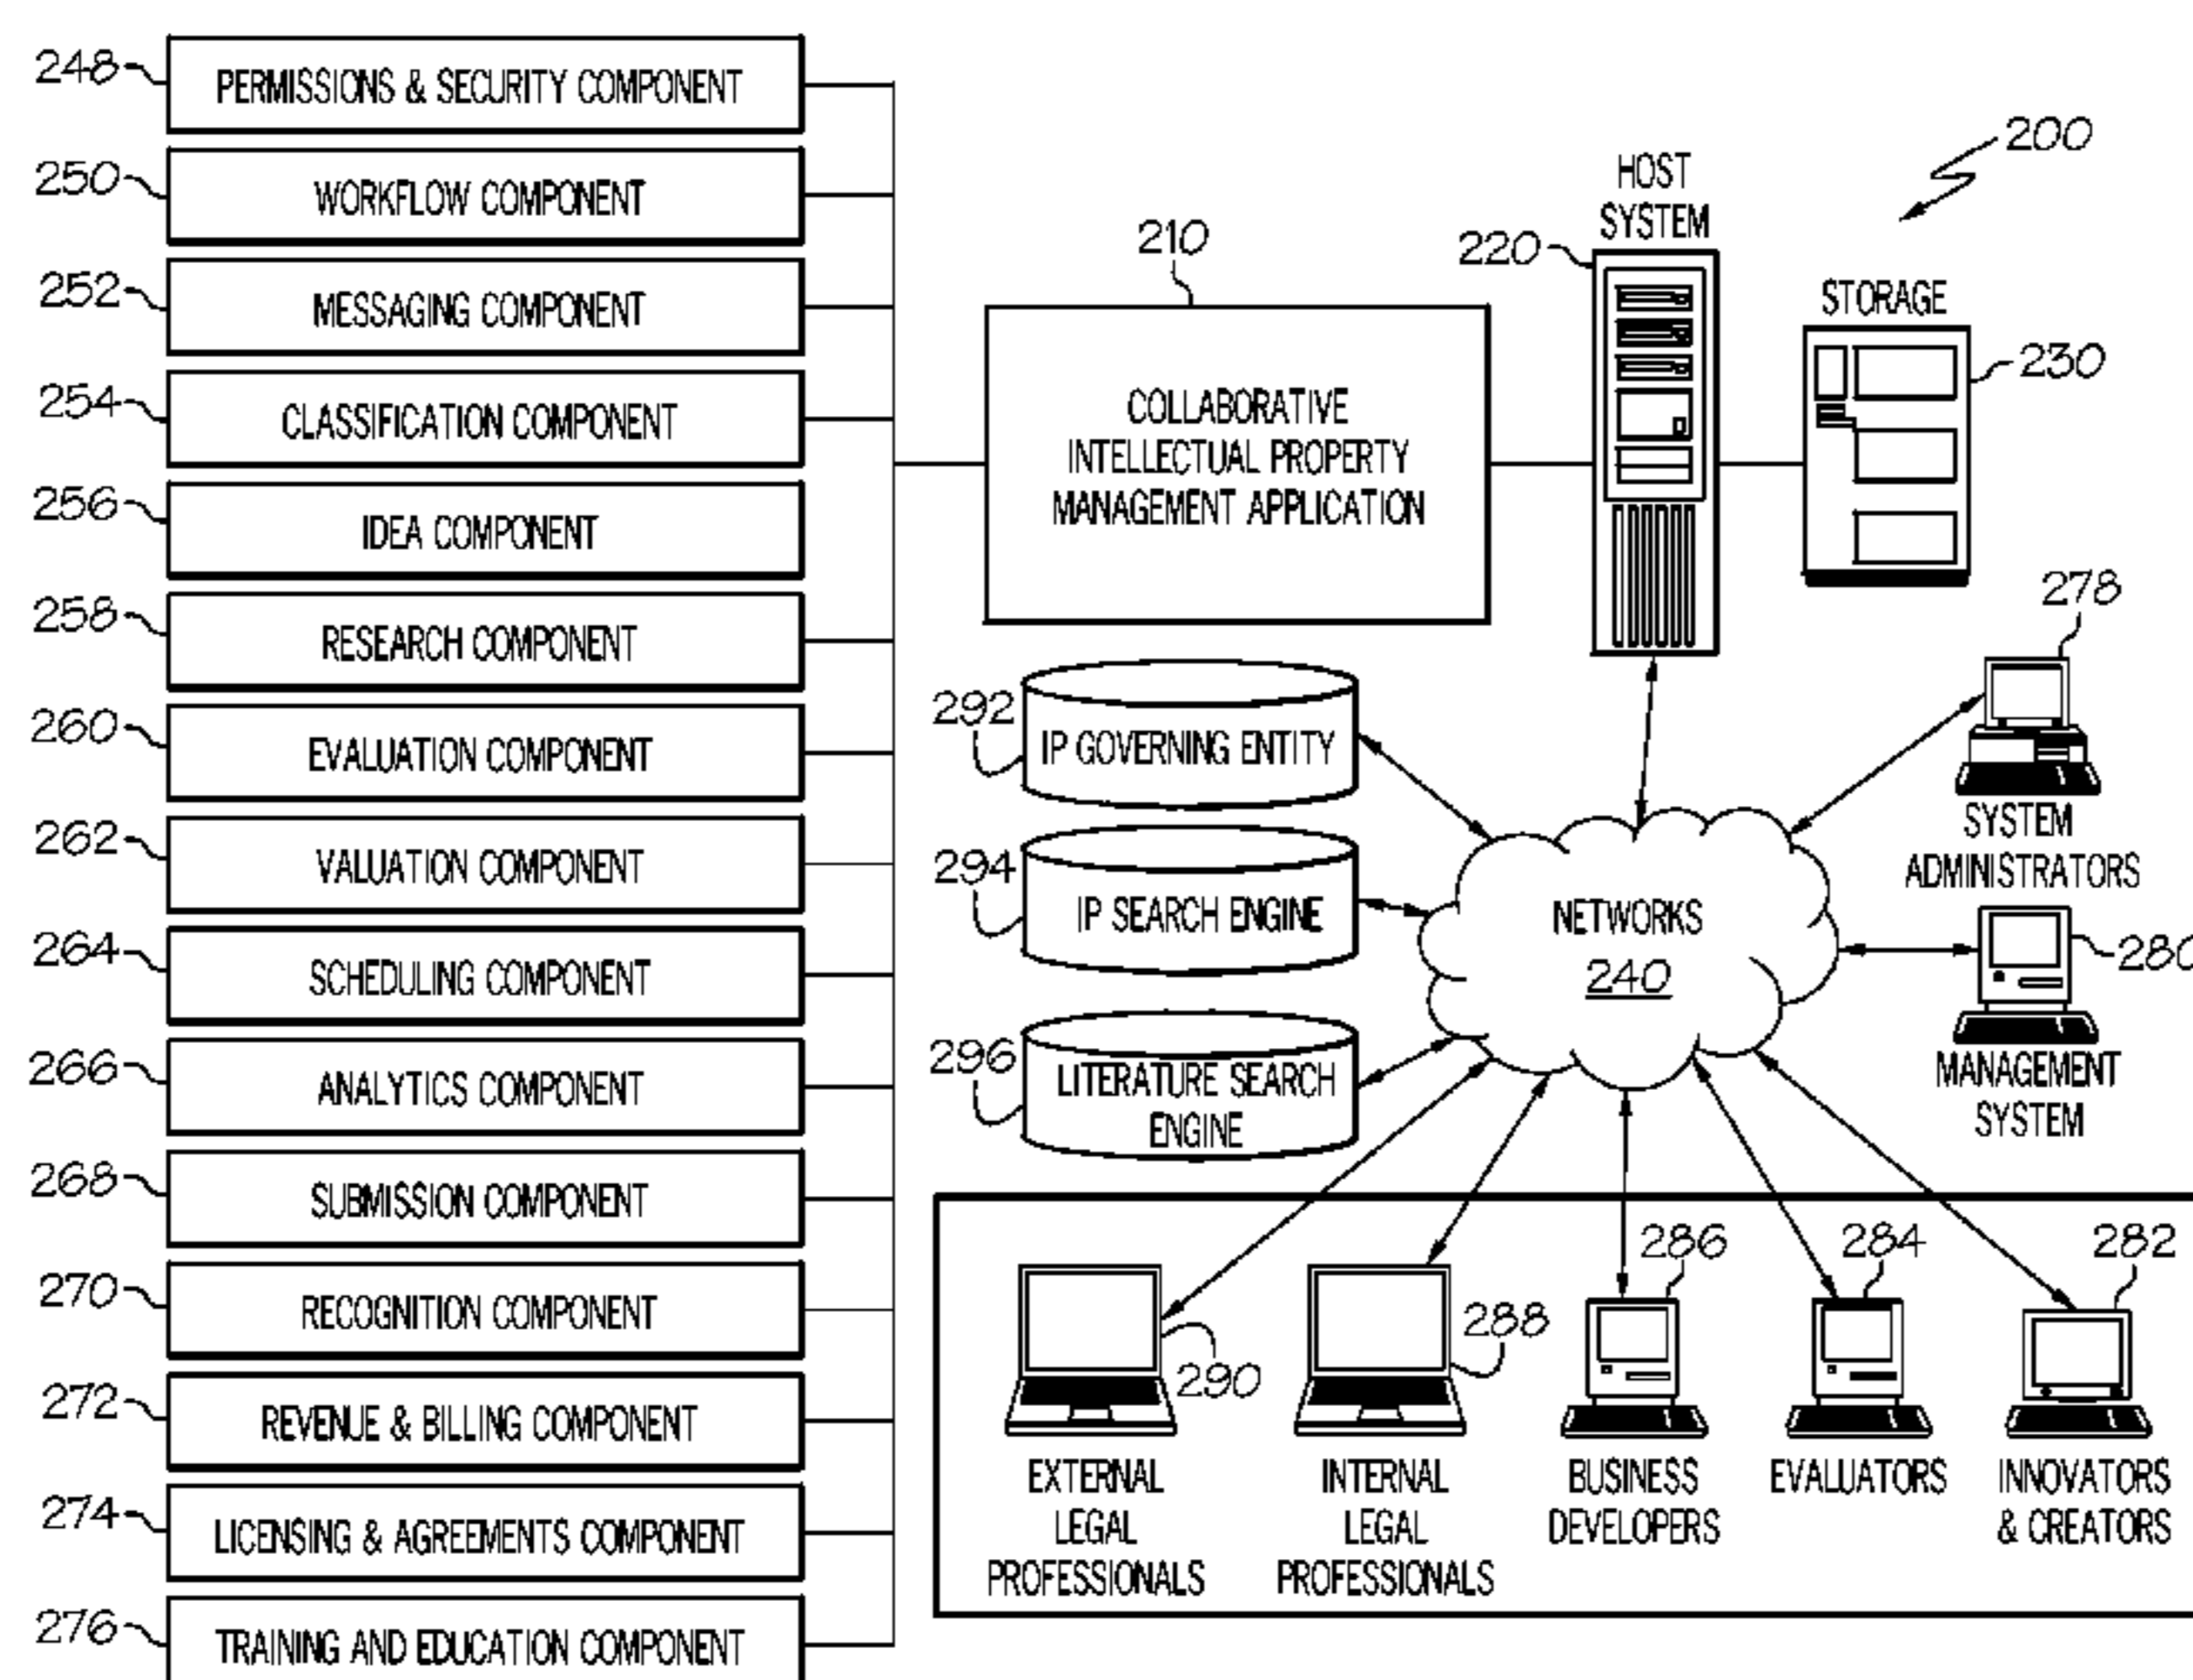 248
PERMISSIONS & SECURITY COMPONENT
250
WORKFLOW COMPONENT
252
MESSAGING COMPONENT
254
CLASSIFICATION COMPONENT
256
IDEA COMPONENT
258
RESEARCH COMPONENT
260
EVALUATION COMPONENT
262
VALUATION COMPONENT
264
SCHEDULING COMPONENT
266
ANALYTICS COMPONENT
268
SUBMISSION COMPONENT
270
RECOGNITION COMPONENT
272
REVENUE & BILLING COMPONENT
274
LICENSING & AGREEMENTS COMPONENT
276
TRAINING AND EDUCATION COMPONENT
210
COLLABORATIVE
INTELLECTUAL PROPERTY
MANAGEMENT APPLICATION
HOST
SYSTEM
220
200
STORAGE
230
278
SYSTEM
ADMINISTRATORS
280
MANAGEMENT
SYSTEM
292
IP GOVERNING ENTITY
294
IP SEARCH ENGINE
296
LITERATURE SEARCH
ENGINE
NETWORKS
240
290
EXTERNAL
LEGAL
PROFESSIONALS
288
INTERNAL
LEGAL
PROFESSIONALS
286
BUSINESS
DEVELOPERS
284
EVALUATORS
282
INNOVATORS
& CREATORS